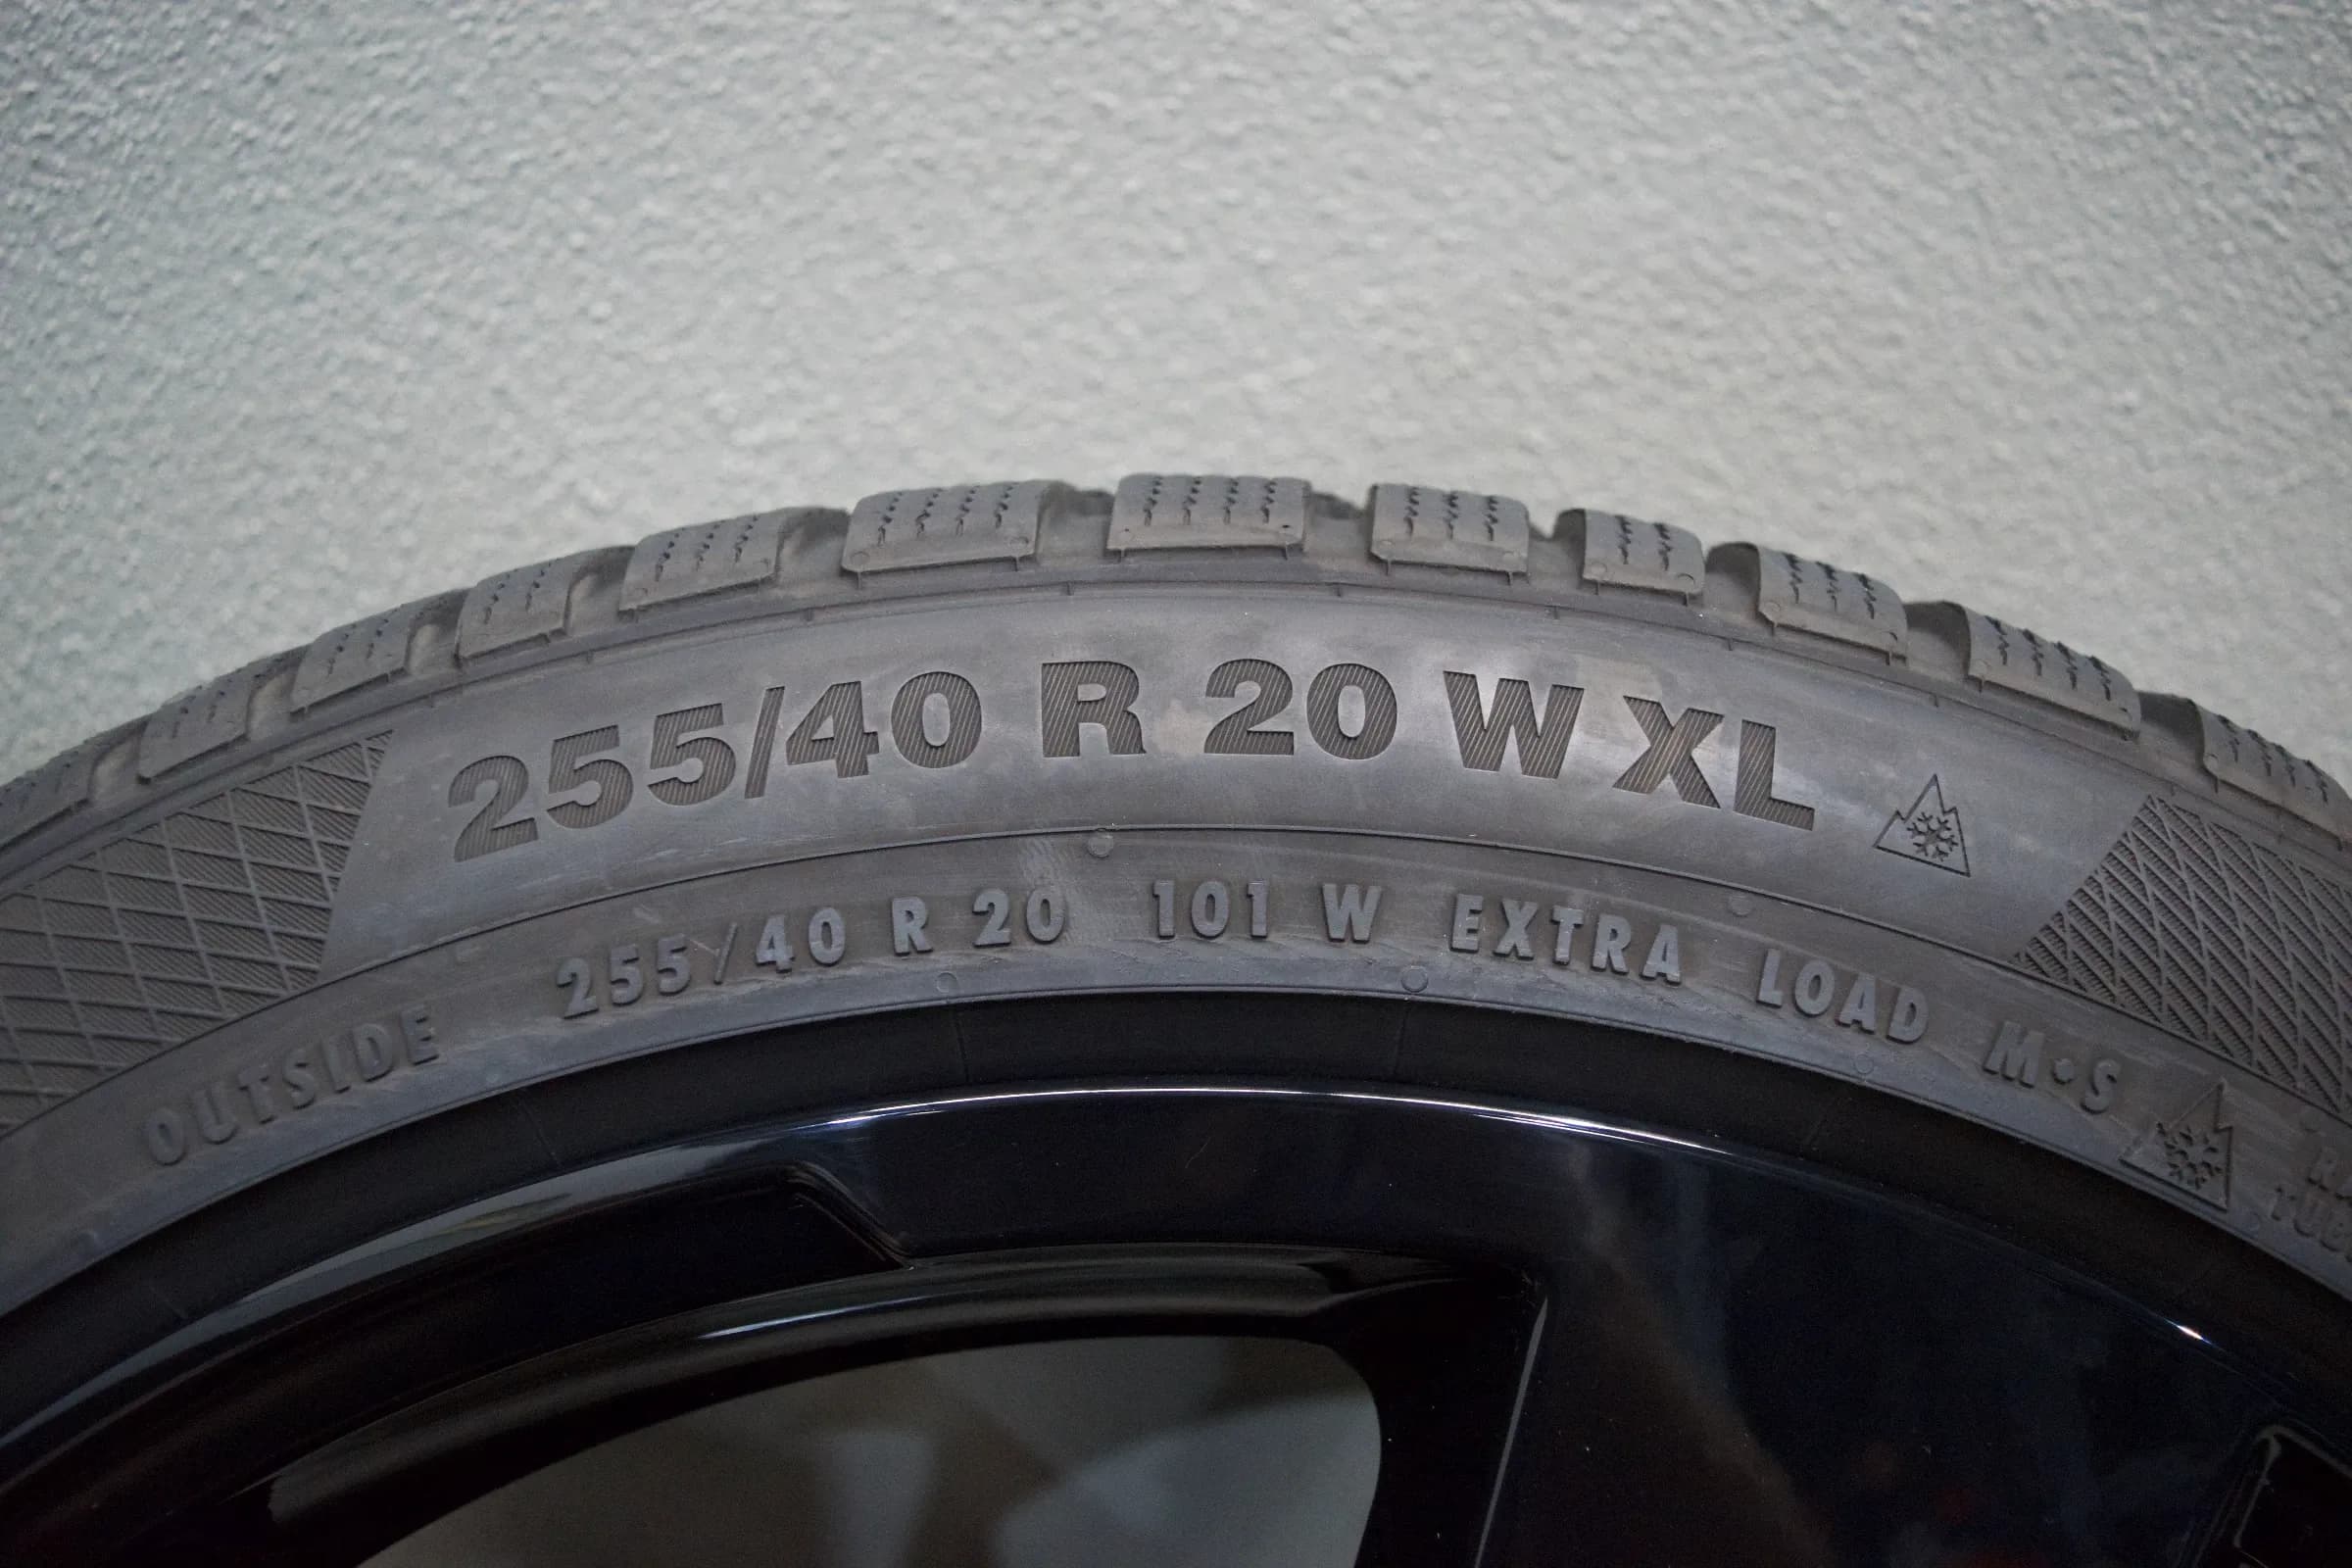 255/40 R 20 W XL
OUTSIDE 255/40 R 20 101 W EXTRA LOAD M+S